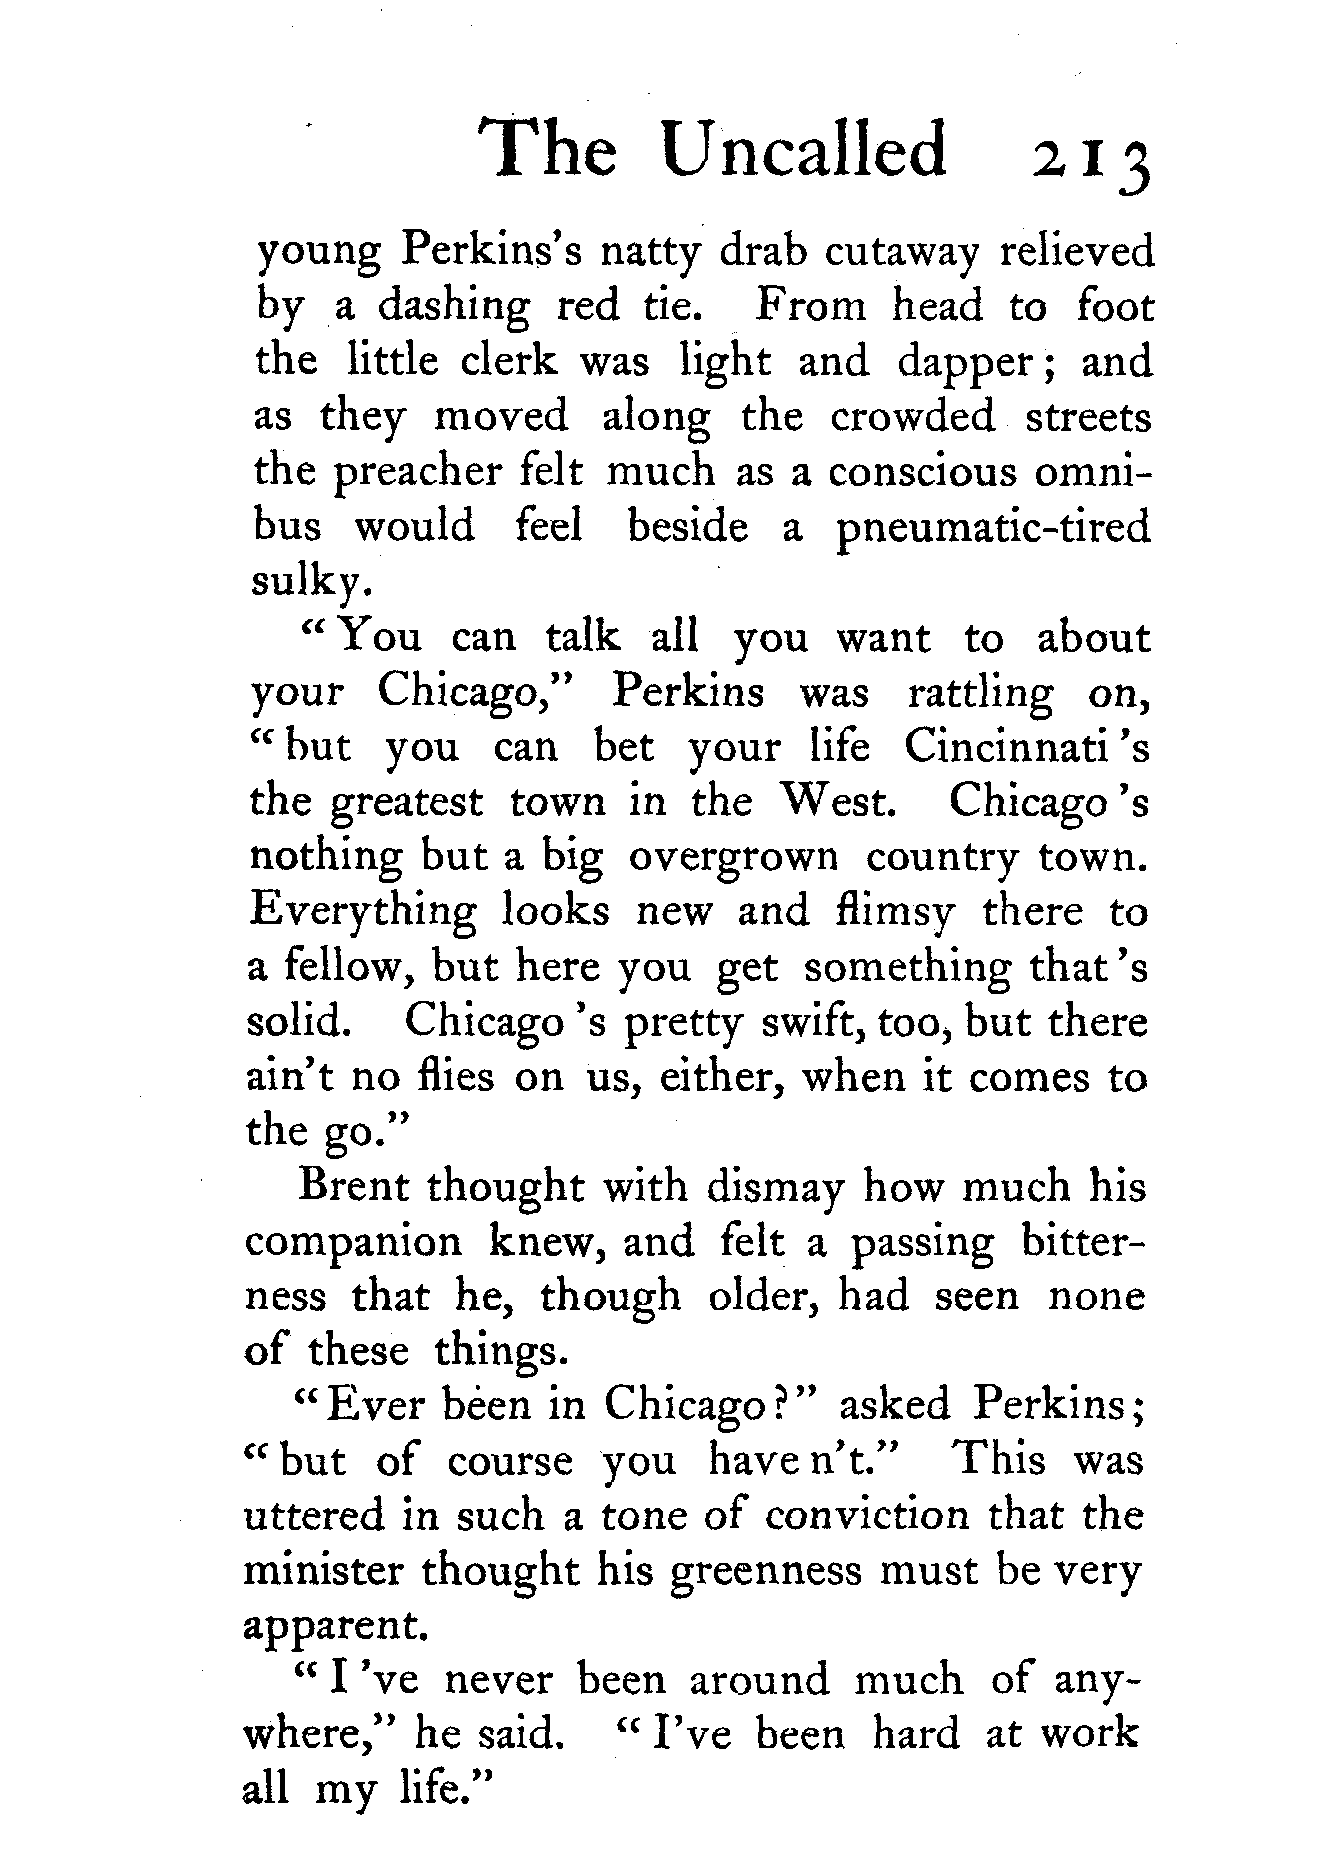 The Uncalled 213
young Perkins's natty drab cutaway relieved
by a dashing red tie. From head to foot
the little clerk was light and dapper; and
as they moved along the crowded streets
the preacher felt much as a conscious omni-
bus would feel beside a pneumatic-tired
sulky.
“You can talk all you want to about
your Chicago,” Perkins was rattling on,
“but you can bet your life Cincinnati 's
the greatest town in the West. Chicago 's
nothing but a big overgrown country town.
Everything looks new and flimsy there to
a fellow, but here you get something that 's
solid. Chicago 's pretty swift, too, but there
ain't no flies on us, either, when it comes to
the go.”
Brent thought with dismay how much his
companion knew, and felt a passing bitter-
ness that he, though older, had seen none
of these things.
“Ever been in Chicago?” asked Perkins;
“but of course you have n't.” This was
uttered in such a tone of conviction that the
minister thought his greenness must be very
apparent.
“I 've never been around much of any-
where,” he said. “I've been hard at work
all my life.”